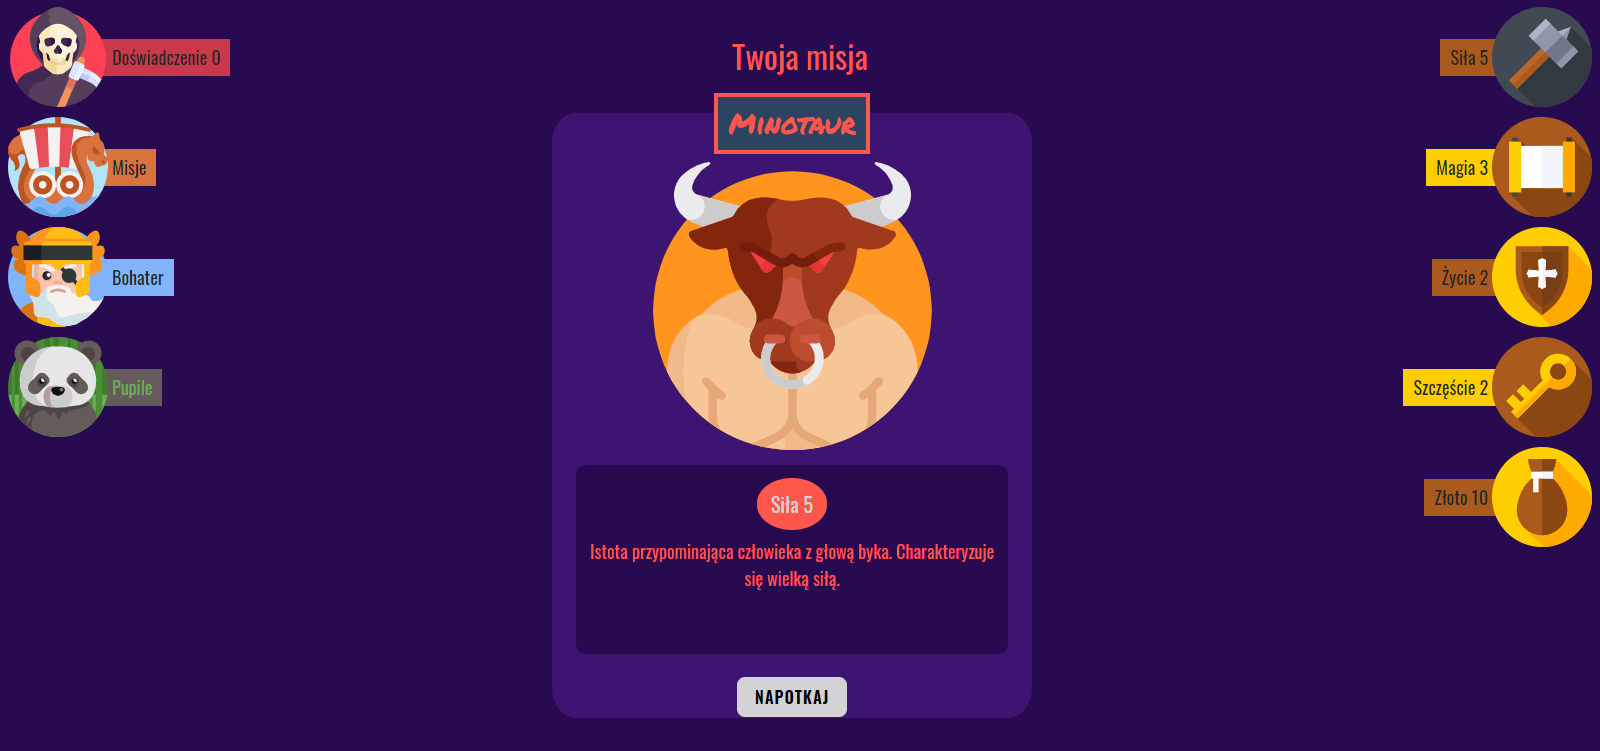 Doświadczenie 0
Misje
Bohater
Pupile
Twoja misja
Minotaur
Siła 5
Istota przypominająca człowieka z głową byka. Charakteryzuje
się wielką siłą.
NAPOTKAJ
Siła 5
Magia 3
Życie 2
Szczęście 2
Złoto 10